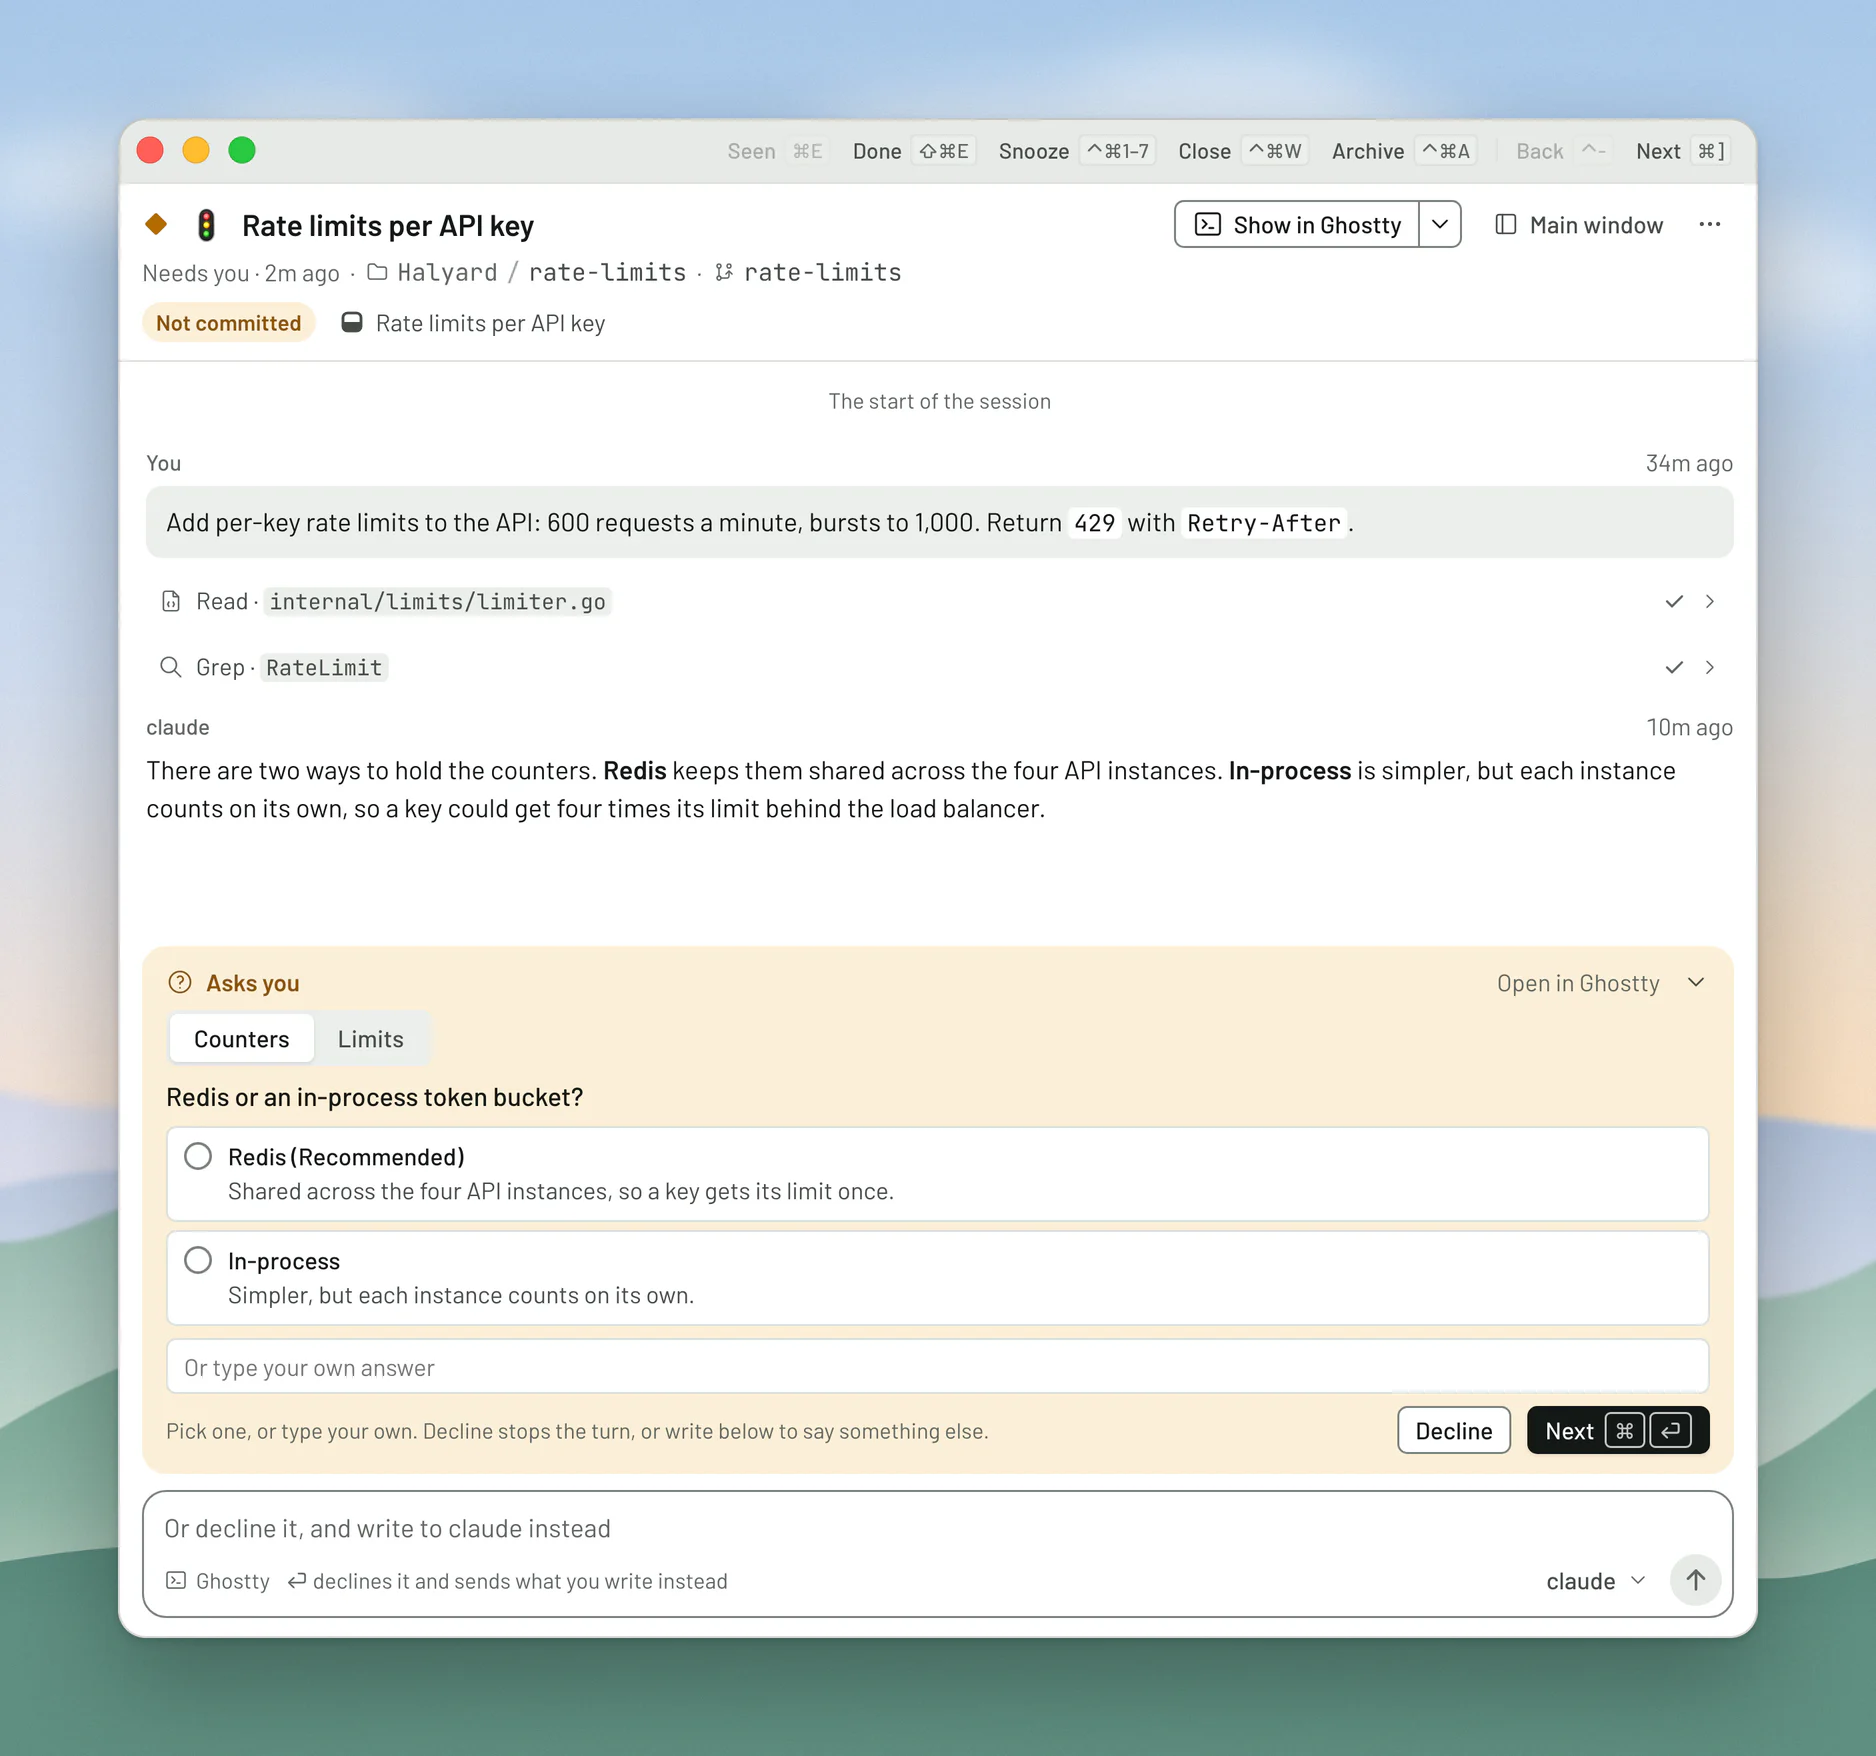 Seen ⌘E Done ⇧⌘E Snooze ^⌘1-7 Close ^⌘W Archive ^⌘A Back ^- Next ⌘]
Rate limits per API key
Show in Ghostty
Main window
Needs you · 2m ago · Halyard / rate-limits · rate-limits
Not committed Rate limits per API key
The start of the session
You 34m ago
Add per-key rate limits to the API: 600 requests a minute, bursts to 1,000. Return 429 with Retry-After.
Read · internal/limits/limiter.go
Grep · RateLimit
claude 10m ago
There are two ways to hold the counters. Redis keeps them shared across the four API instances. In-process is simpler, but each instance
counts on its own, so a key could get four times its limit behind the load balancer.
Asks you Open in Ghostty
Counters Limits
Redis or an in-process token bucket?
Redis (Recommended)
Shared across the four API instances, so a key gets its limit once.
In-process
Simpler, but each instance counts on its own.
Or type your own answer
Pick one, or type your own. Decline stops the turn, or write below to say something else.
Decline Next ⌘ ↵
Or decline it, and write to claude instead
Ghostty ↵ declines it and sends what you write instead
claude